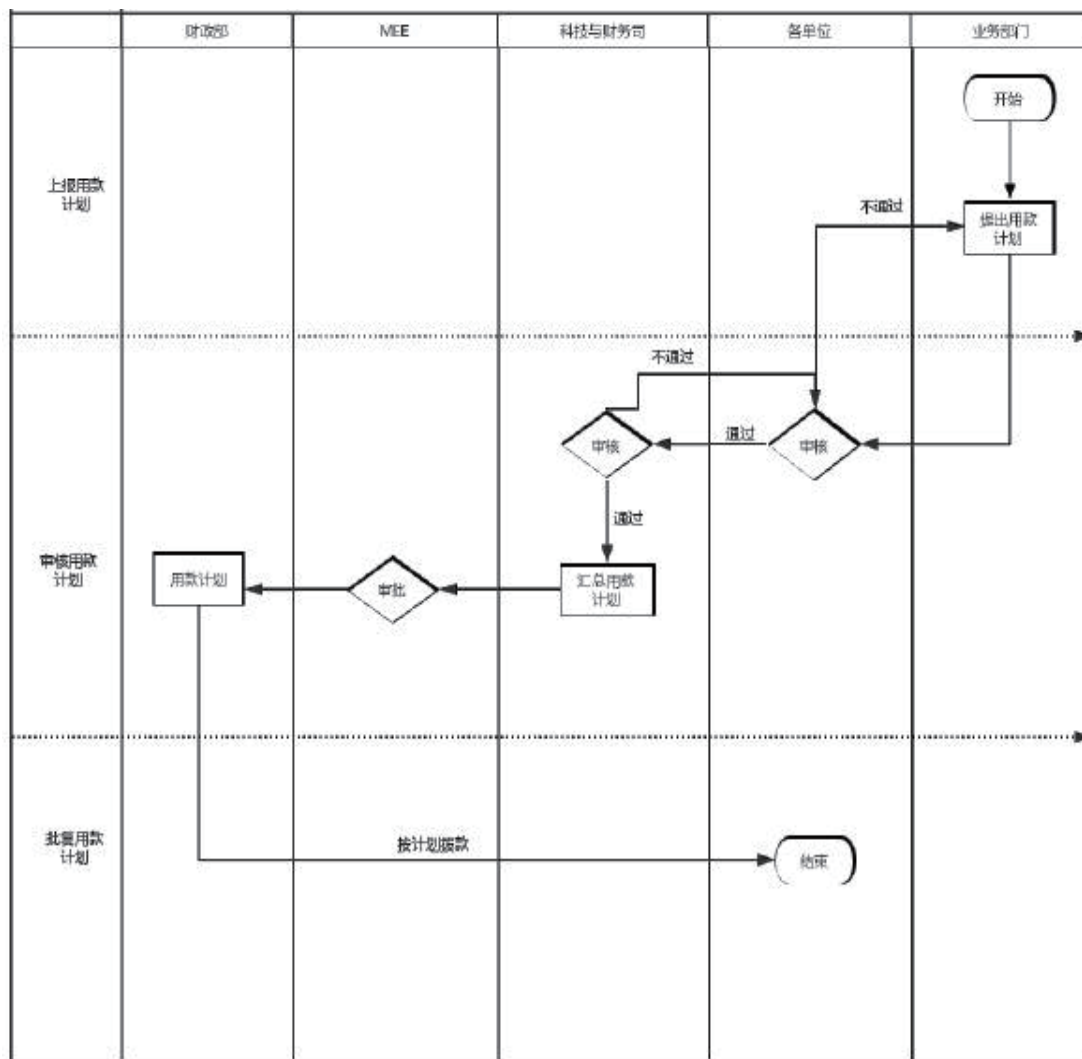 财政部
MEE
科技与财务司
各单位
业务部门
开始
上报用款
计划
不通过
提出用款
计划
不通过
审核
通过
审核
通过
审核用款
计划
用款计划
审批
汇总用款
计划
批复用款
计划
按计划拨款
结束